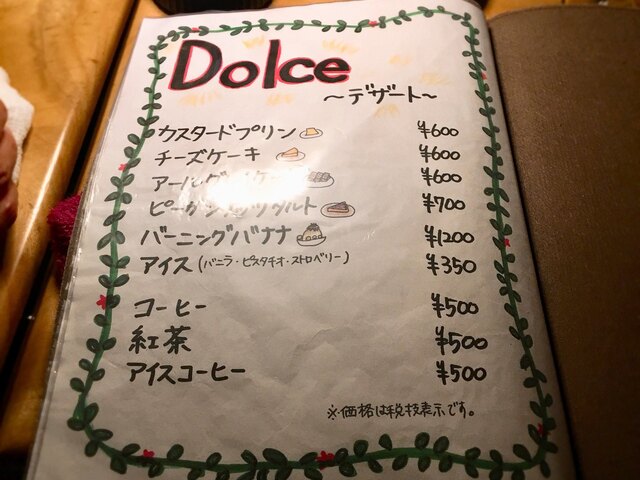 Dolce
～デザート～
カスタードプリン ¥600
チーズケーキ ¥600
¥600
タルト ¥700
バーニングバナナ ¥1200
アイス (バニラ・ピスタチオ・ストロベリー) ¥350
コーヒー ¥500
紅茶 ¥500
アイスコーヒー ¥500
※価格は税抜表示です。